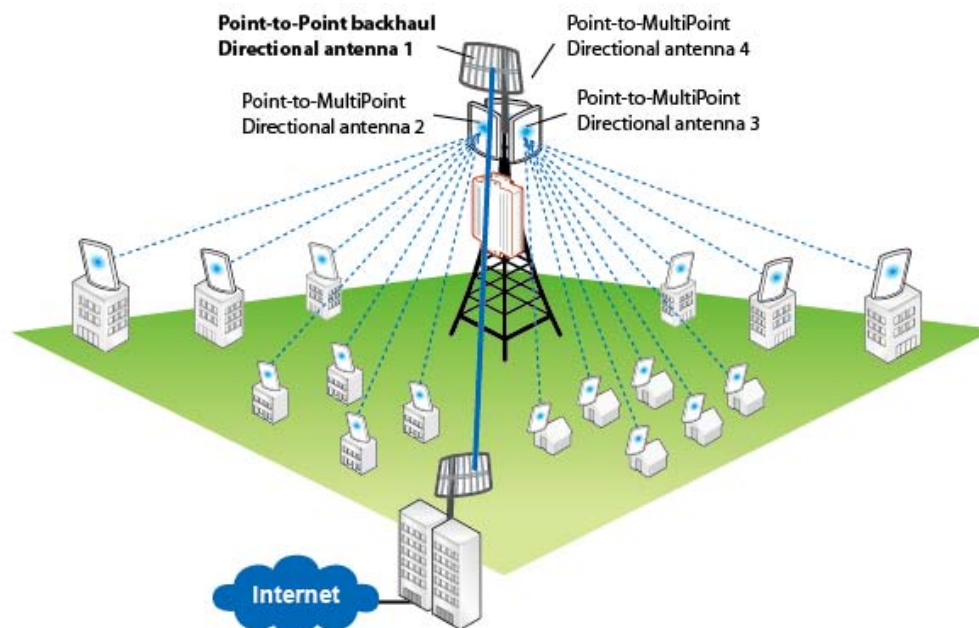 Point-to-Point backhaul
Directional antenna 1
Point-to-MultiPoint
Directional antenna 4
Point-to-MultiPoint
Directional antenna 2
Point-to-MultiPoint
Directional antenna 3
Internet